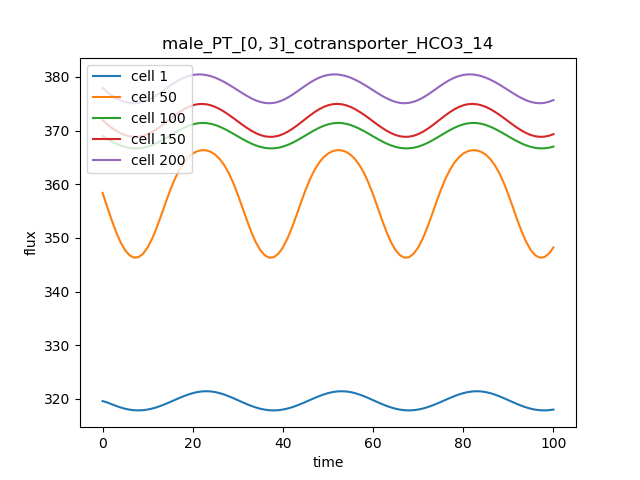 male_PT_[0, 3]_cotransporter_HCO3_14
cell 1
cell 50
cell 100
cell 150
cell 200
380
370
360
350
340
330
320
flux
0 20 40 60 80 100
time